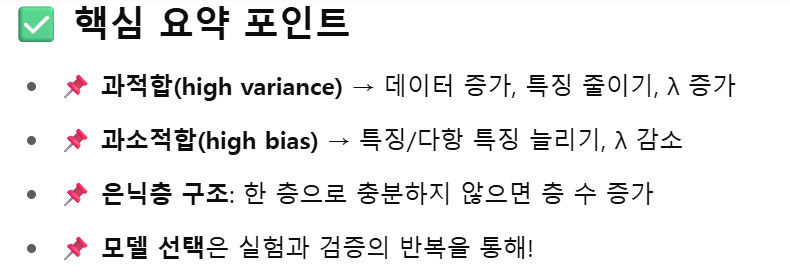 ✅ 핵심 요약 포인트
• 📌 과적합(high variance) → 데이터 증가, 특징 줄이기, λ 증가
• 📌 과소적합(high bias) → 특징/다항 특징 늘리기, λ 감소
• 📌 은닉층 구조: 한 층으로 충분하지 않으면 층 수 증가
• 📌 모델 선택은 실험과 검증의 반복을 통해!